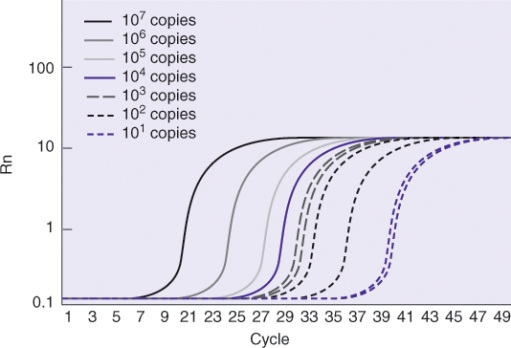 10⁷ copies
10⁶ copies
10⁵ copies
10⁴ copies
10³ copies
10² copies
10¹ copies
100
10
1
0.1
Rn
1 3 5 7 9 21 23 25 27 29 33 35 37 39 41 43 45 47 49
Cycle